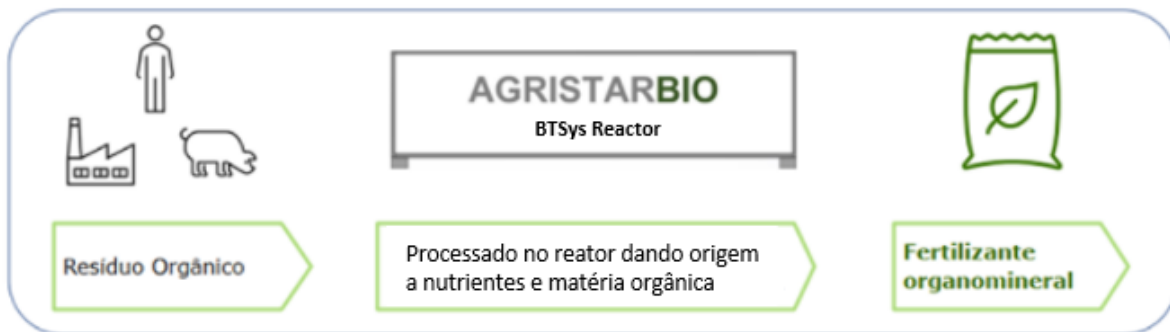 AGRISTARBIO
BTSys Reactor
Resíduo Orgânico
Processado no reator dando origem
a nutrientes e matéria orgânica
Fertilizante
organomineral